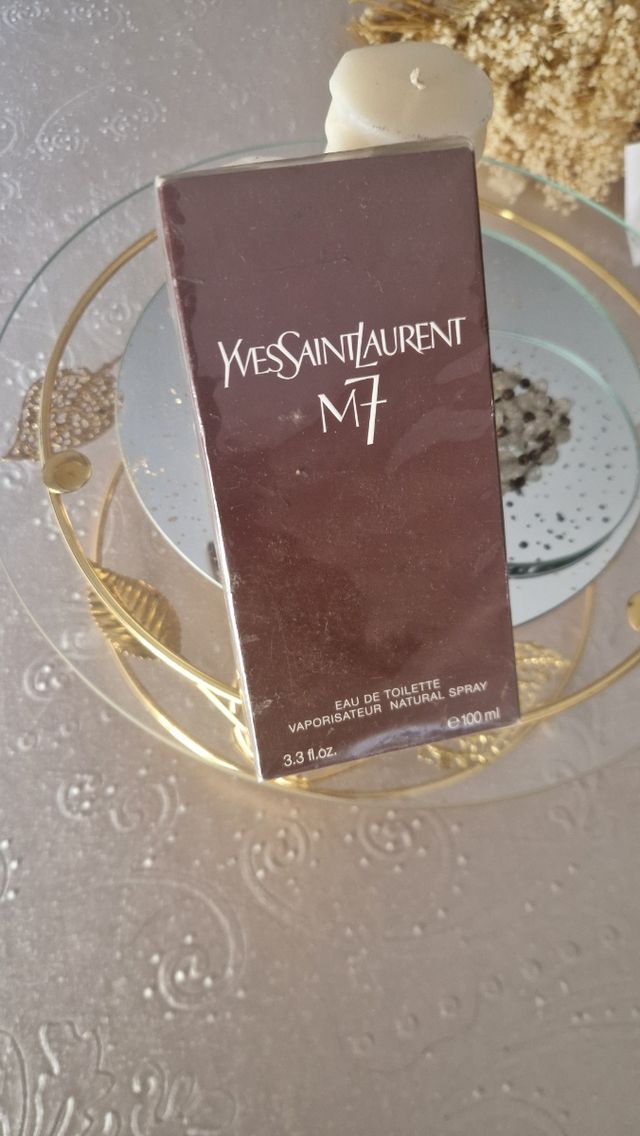 YVESSAINTLAURENT
M7
EAU DE TOILETTE
VAPORISATEUR NATURAL SPRAY
3.3 fl.oz. ℮100 ml